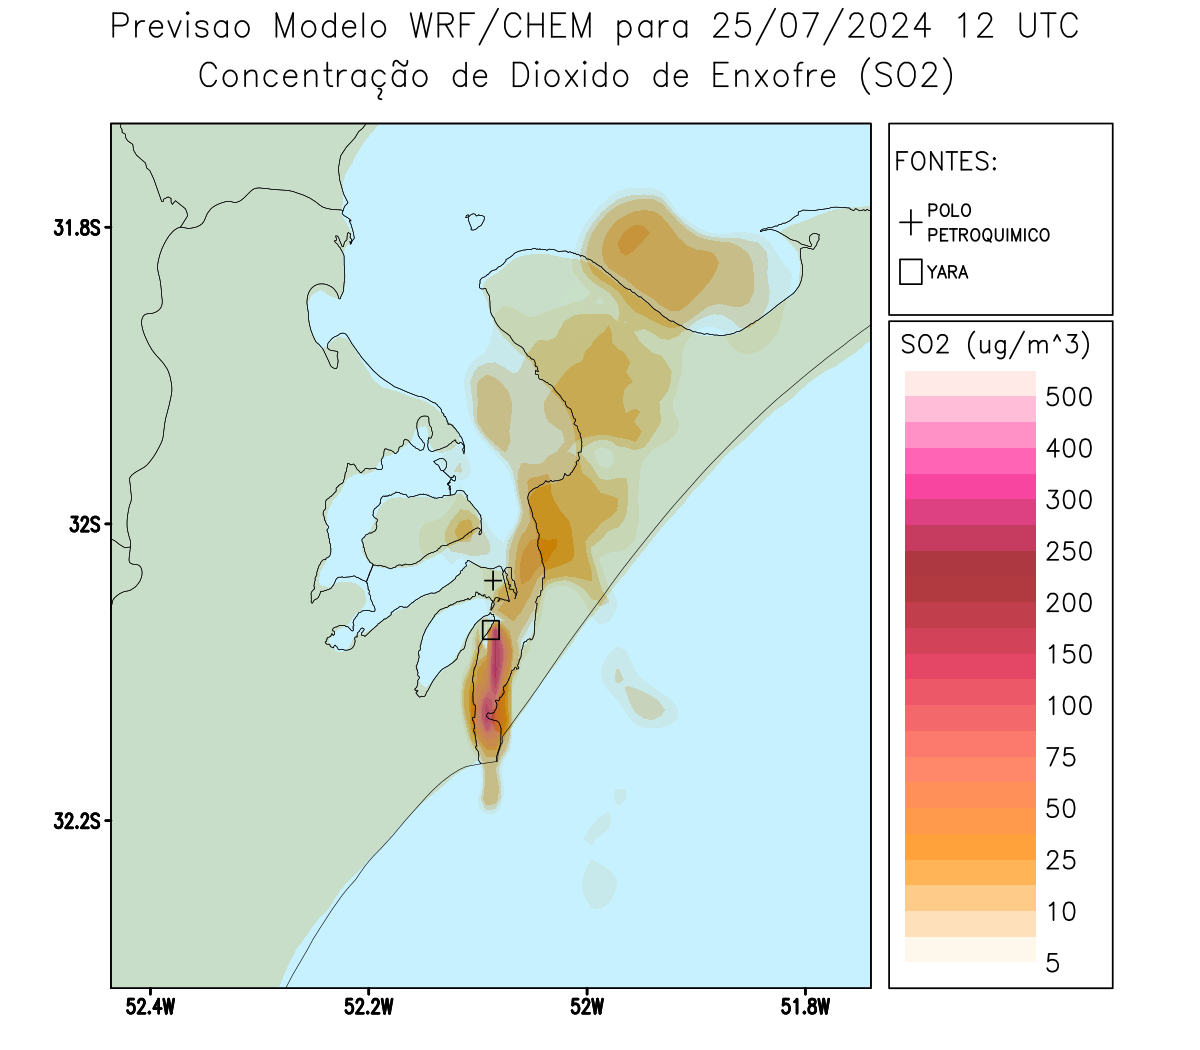 Previsao Modelo WRF/CHEM para 25/07/2024 12 UTC
Concentração de Dioxido de Enxofre (SO2)
FONTES:
POLO
PETROQUIMICO
YARA
SO2 (ug/m^3)
500
400
300
250
200
150
100
75
50
25
10
5
31.8S
32S
32.2S
52.4W
52.2W
52W
51.8W